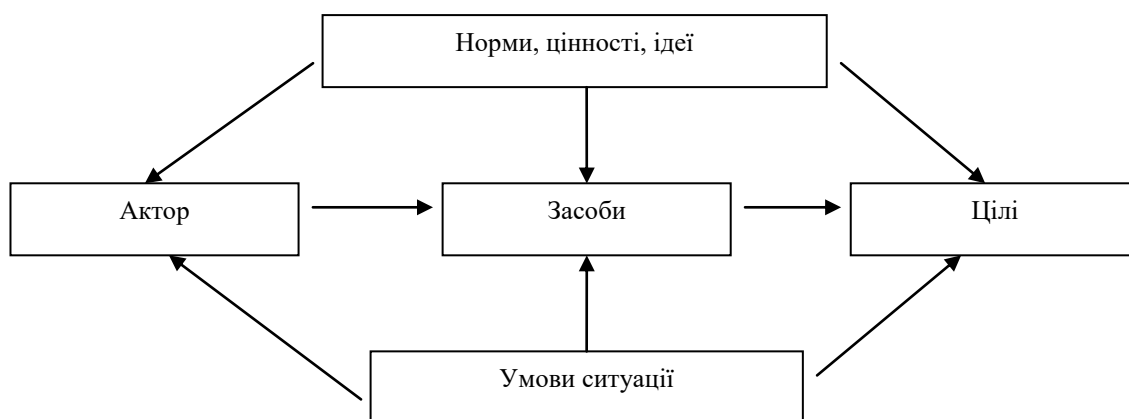 Норми, цінності, ідеї
Актор
Засоби
Цілі
Умови ситуації